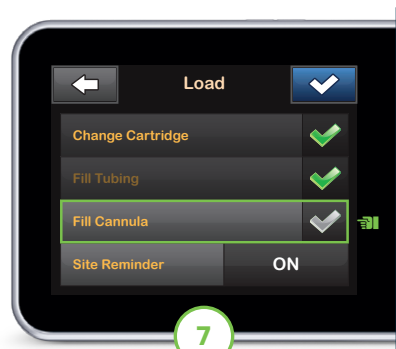 Load
Change Cartridge
Fill Tubing
Fill Cannula
Site Reminder ON
7